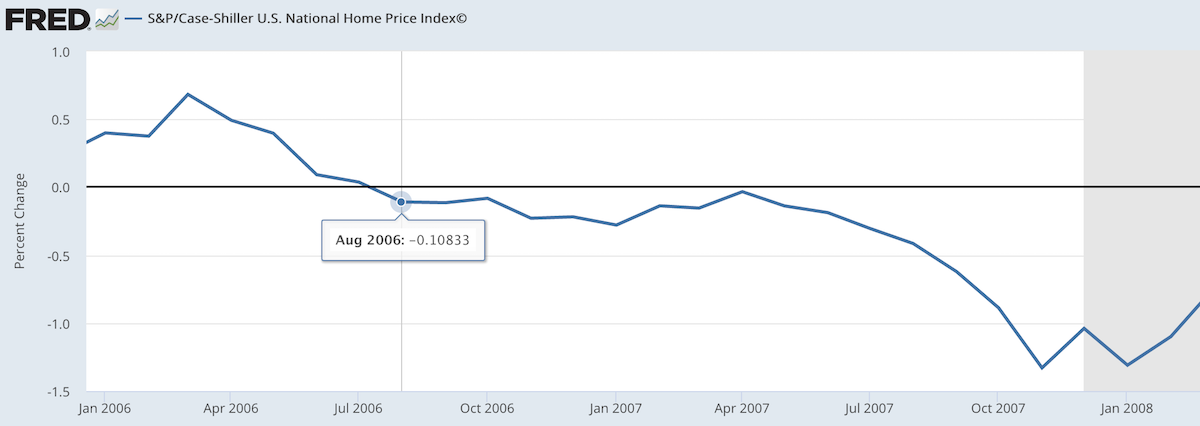 FRED S&P/Case-Shiller U.S. National Home Price Index©
Percent Change
1.0
0.5
0.0
-0.5
-1.0
-1.5
Aug 2006: -0.10833
Jan 2006 Apr 2006 Jul 2006 Oct 2006 Jan 2007 Apr 2007 Jul 2007 Oct 2007 Jan 2008